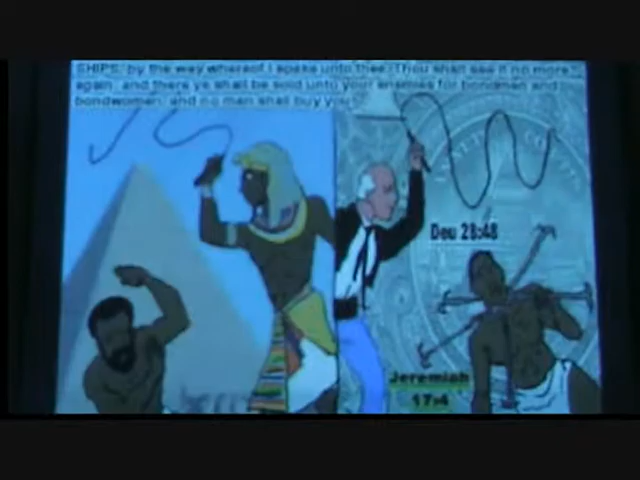 SHIPS, by the way whereof I spake unto thee, Thou shalt see it no more
again: and there ye shall be sold unto your enemies for bondmen and
bondwomen, and no man shall buy you.
Deu 28:48
Jeremiah
17:4